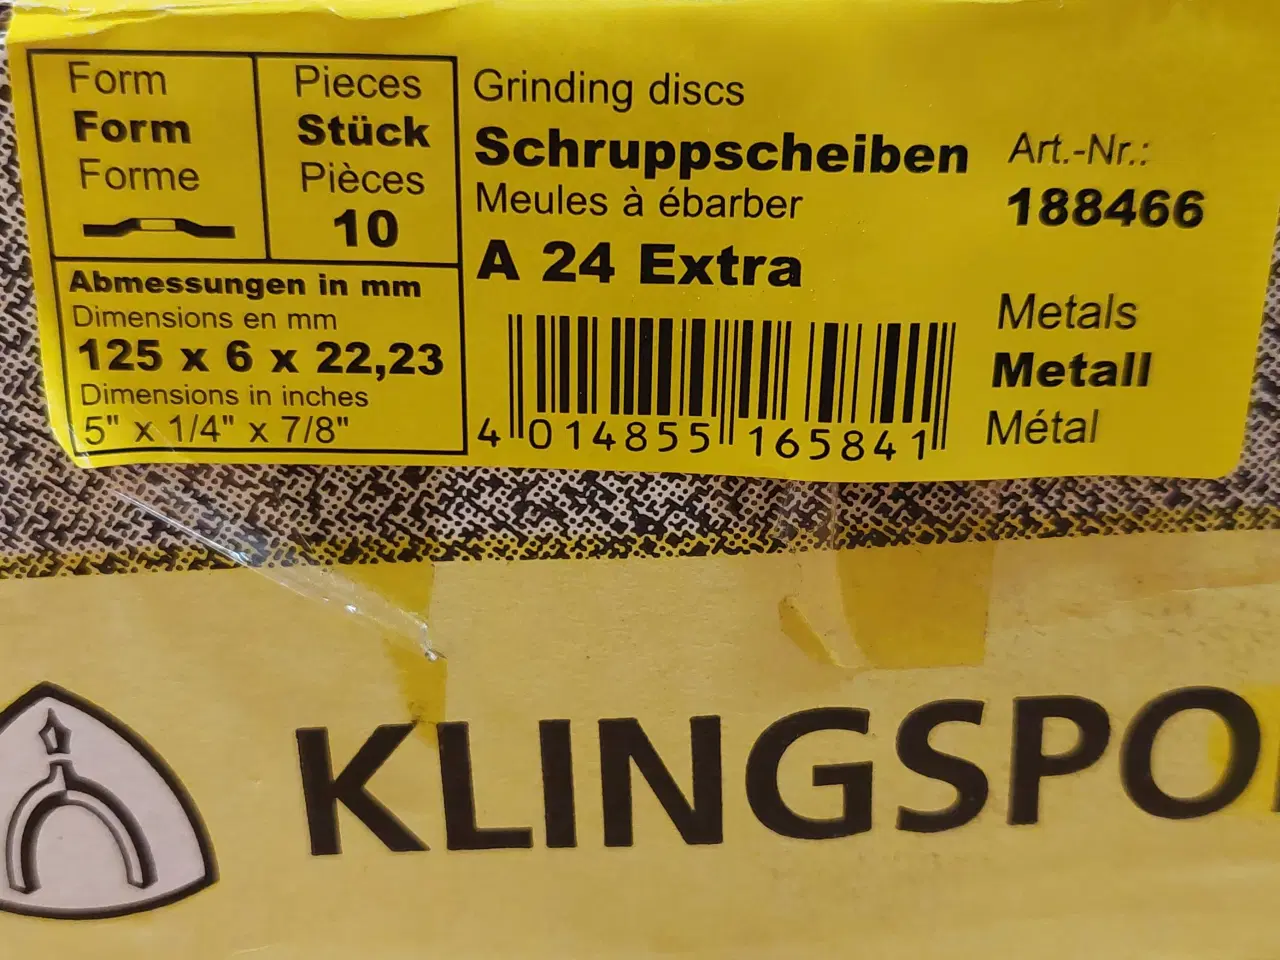 Form
Form
Forme
Pieces
Stück
Pièces
10
Abmessungen in mm
Dimensions en mm
125 x 6 x 22,23
Dimensions in inches
5" x 1/4" x 7/8"
Grinding discs
Schruppscheiben
Meules à ébarber
A 24 Extra
4 014855 165841
Art.-Nr.:
188466
Metals
Metall
Métal
KLINGSPO